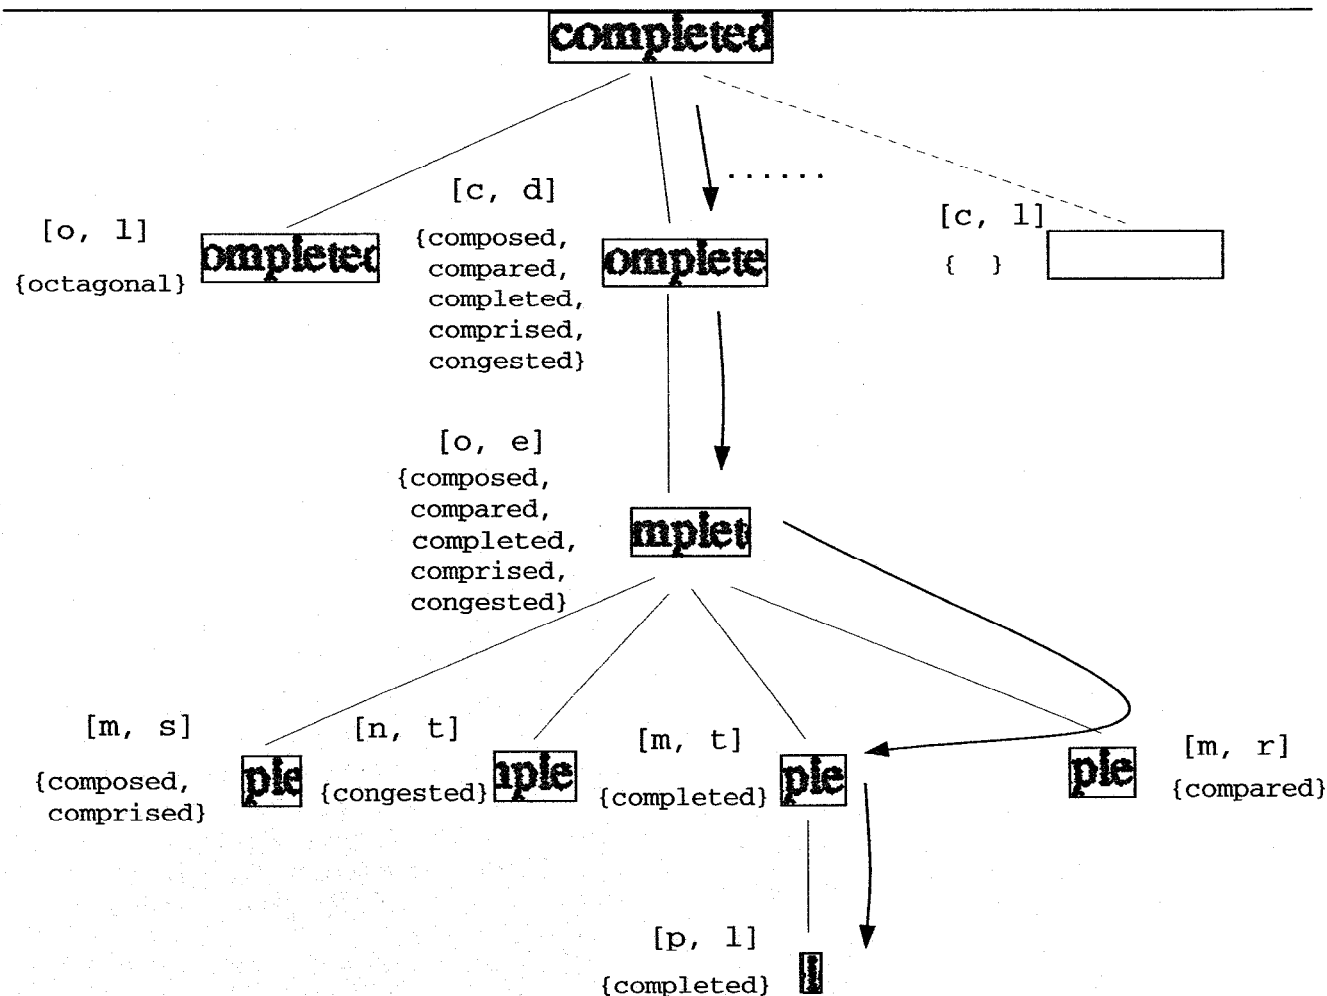 completed
......
[c, d]
[o, l]
[c, l]
{composed,
compared,
completed,
comprised,
congested}
ompleted
omplete
{octagonal}
{ }
[o, e]
{composed,
compared,
completed,
comprised,
congested}
mplet
[m, s]
[n, t]
[m, t]
[m, r]
{composed,
comprised}
ple
{congested}
mple
{completed}
ple
ple
{compared}
[p, l]
{completed}
l